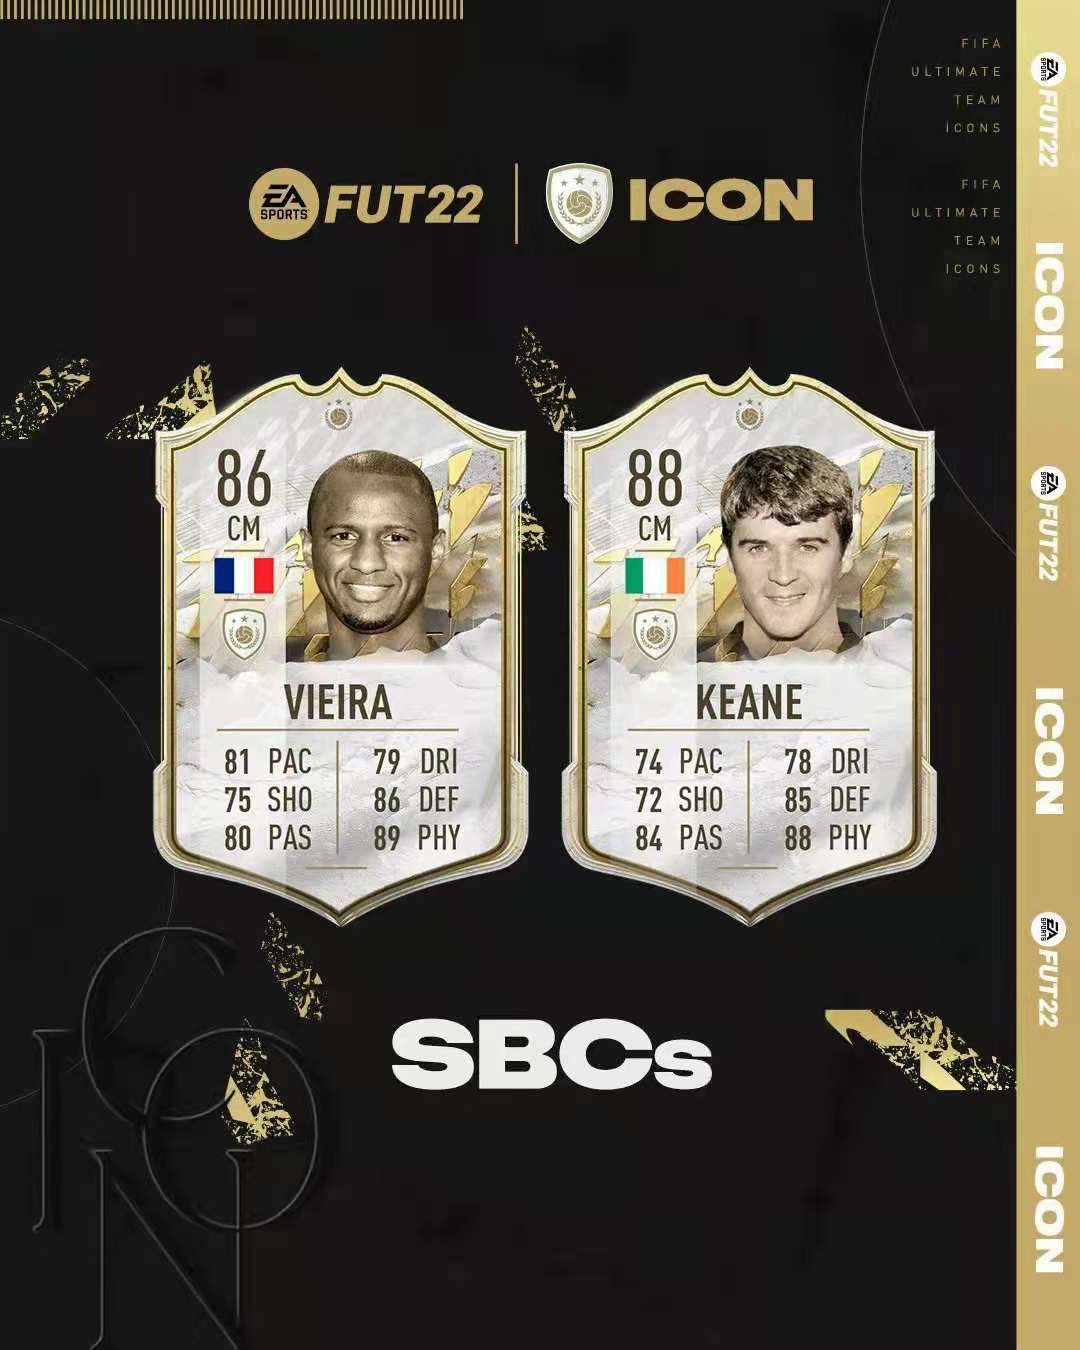 FIFA
ULTIMATE
TEAM
ICONS
FIFA
ULTIMATE
TEAM
ICONS
EA
SPORTS
FUT22
ICON
86
CM
VIEIRA
81 PAC 79 DRI
75 SHO 86 DEF
80 PAS 89 PHY
88
CM
KEANE
74 PAC 78 DRI
72 SHO 85 DEF
84 PAS 88 PHY
SBCs
ICON
EA SPORTS FUT22
ICON
EA SPORTS FUT22
ICON
EA SPORTS FUT22
ICON